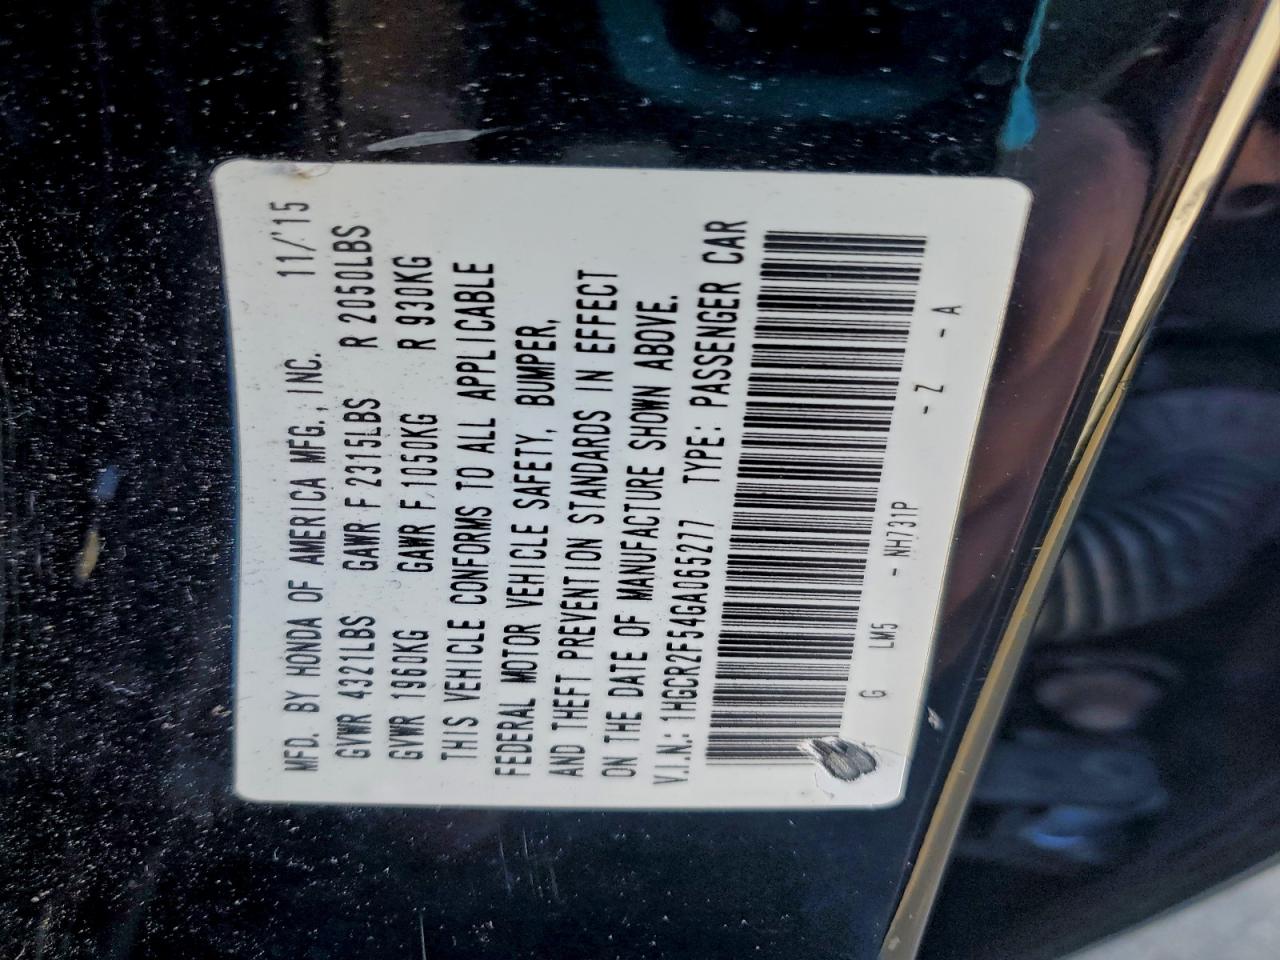 MFD. BY HONDA OF AMERICA MFG., INC. 11/'15
GVWR 4321LBS GAWR F 2315LBS R 2050LBS
GVWR 1960KG GAWR F 1050KG R 930KG
THIS VEHICLE CONFORMS TO ALL APPLICABLE
FEDERAL MOTOR VEHICLE SAFETY, BUMPER,
AND THEFT PREVENTION STANDARDS IN EFFECT
ON THE DATE OF MANUFACTURE SHOWN ABOVE.
V.I.N.: 1HGCR2F54GA065277 TYPE: PASSENGER CAR
G LM5 - NH731P - Z - A